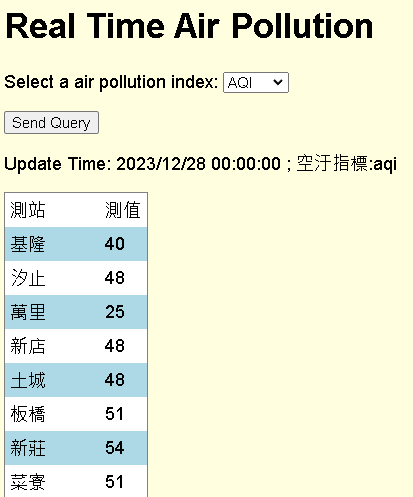 Real Time Air Pollution
Select a air pollution index: AQI
Send Query
Update Time: 2023/12/28 00:00:00 ; 空汙指標:aqi
測站 測值
基隆 40
汐止 48
萬里 25
新店 48
土城 48
板橋 51
新莊 54
菜寮 51